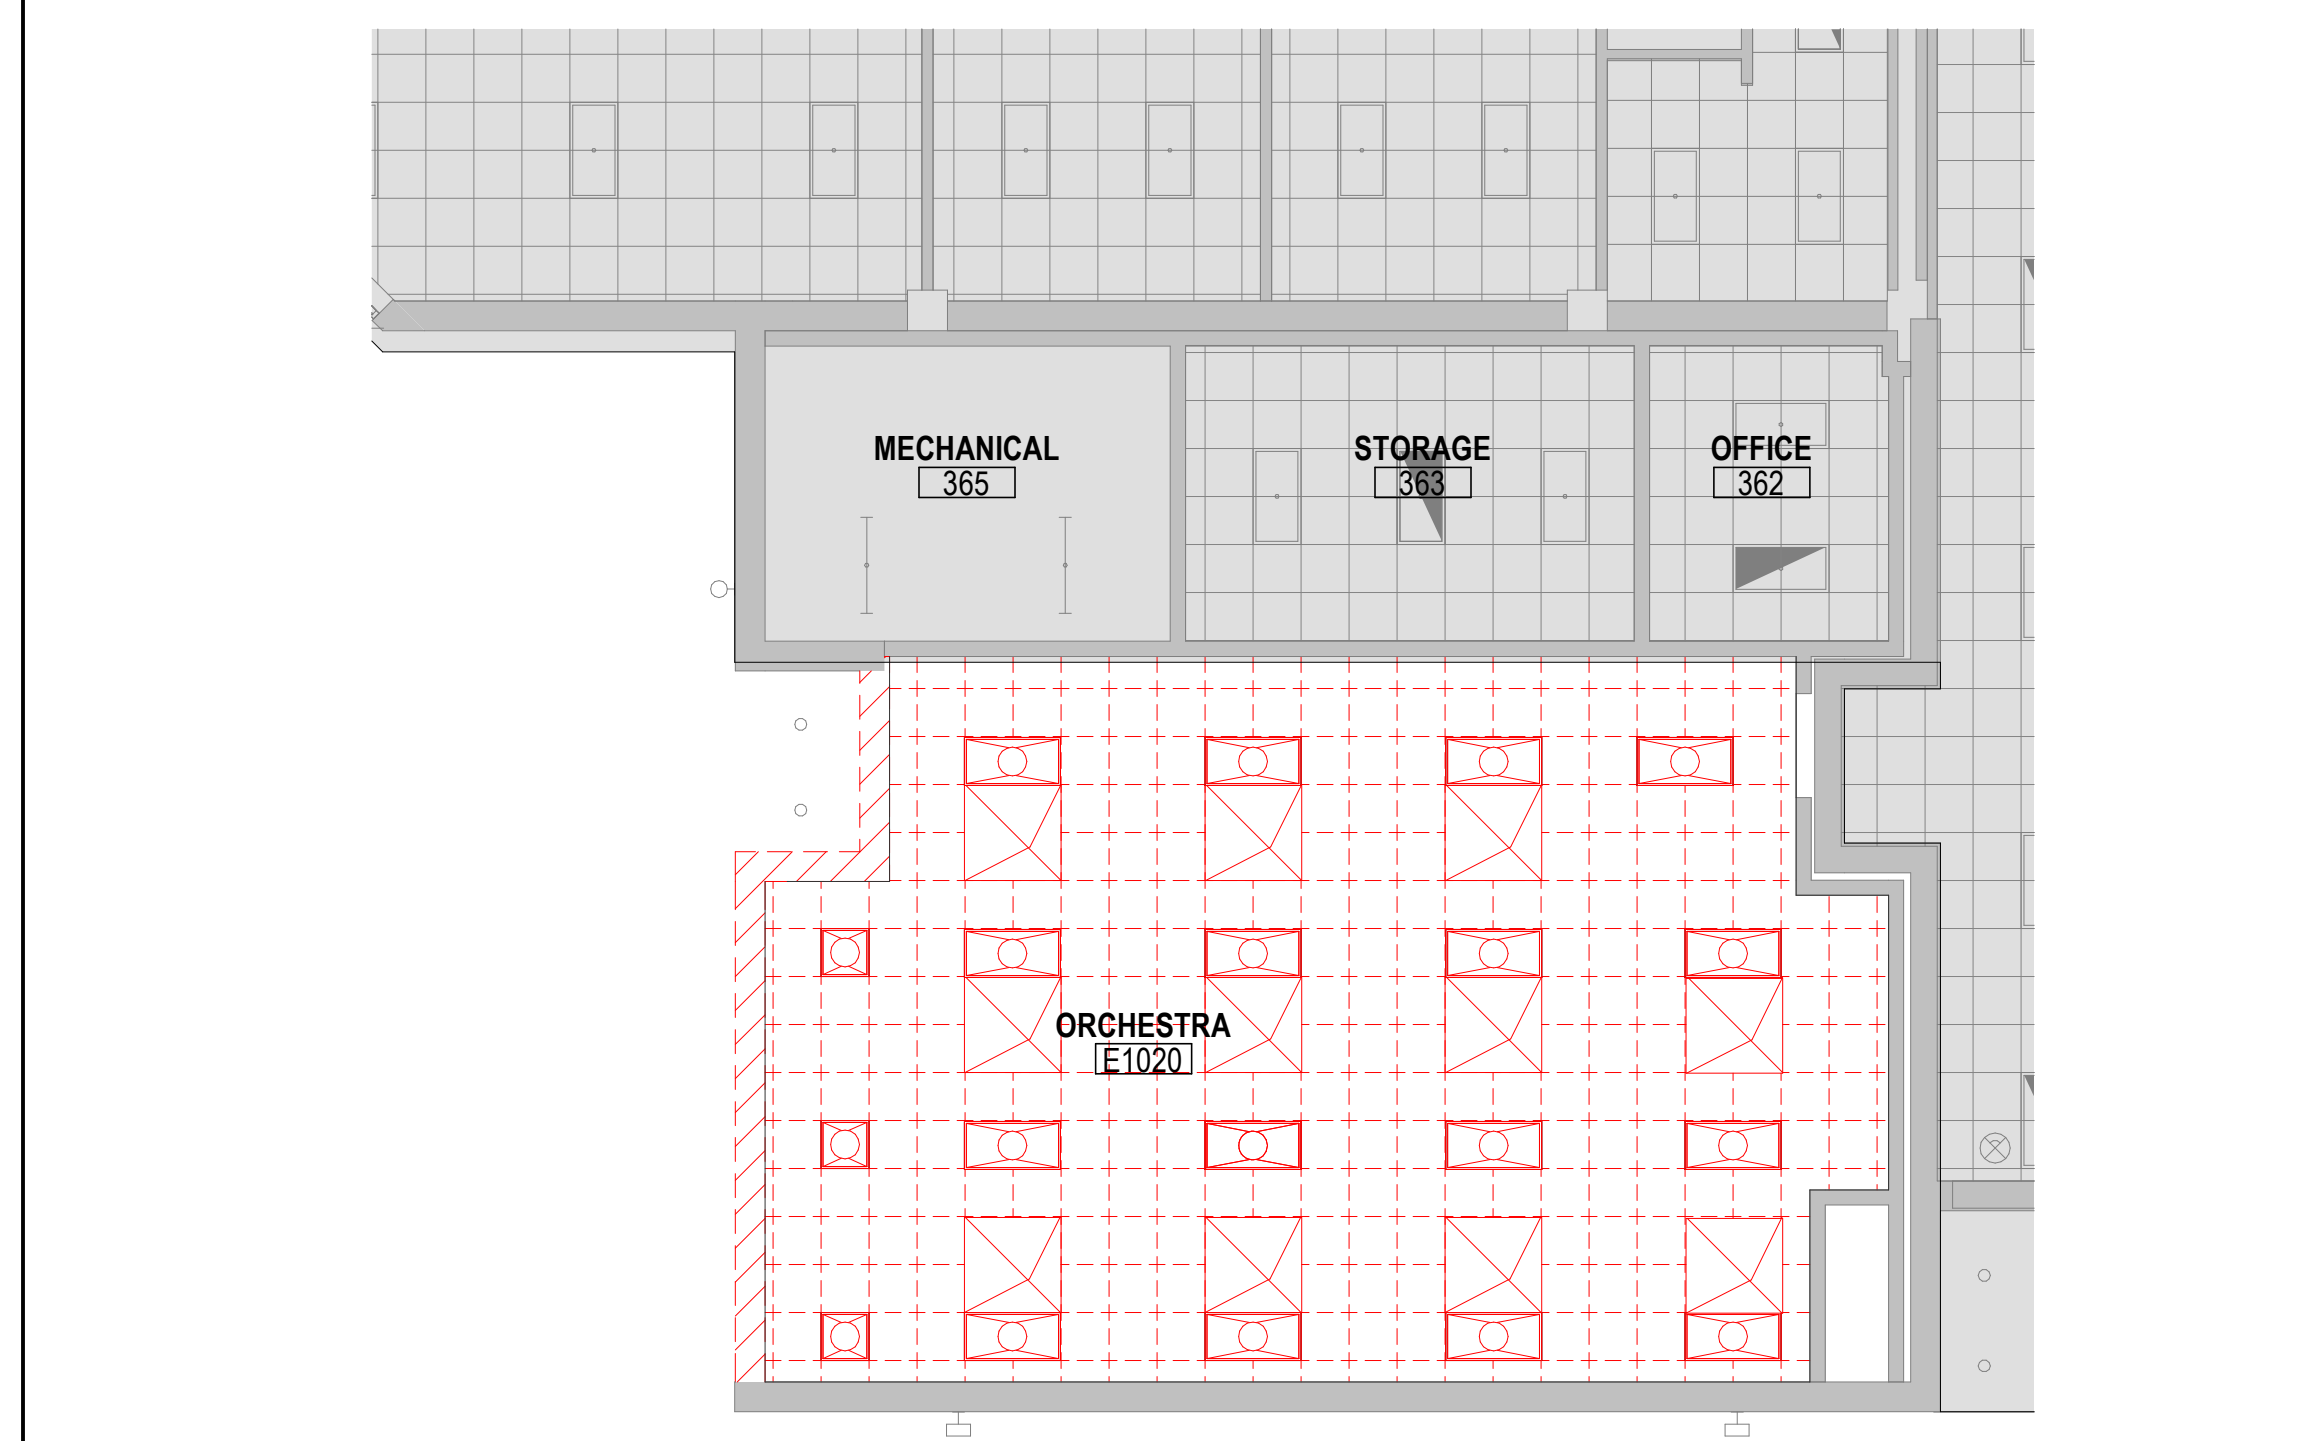 MECHANICAL
365
STORAGE
363
OFFICE
362
ORCHESTRA
E1020